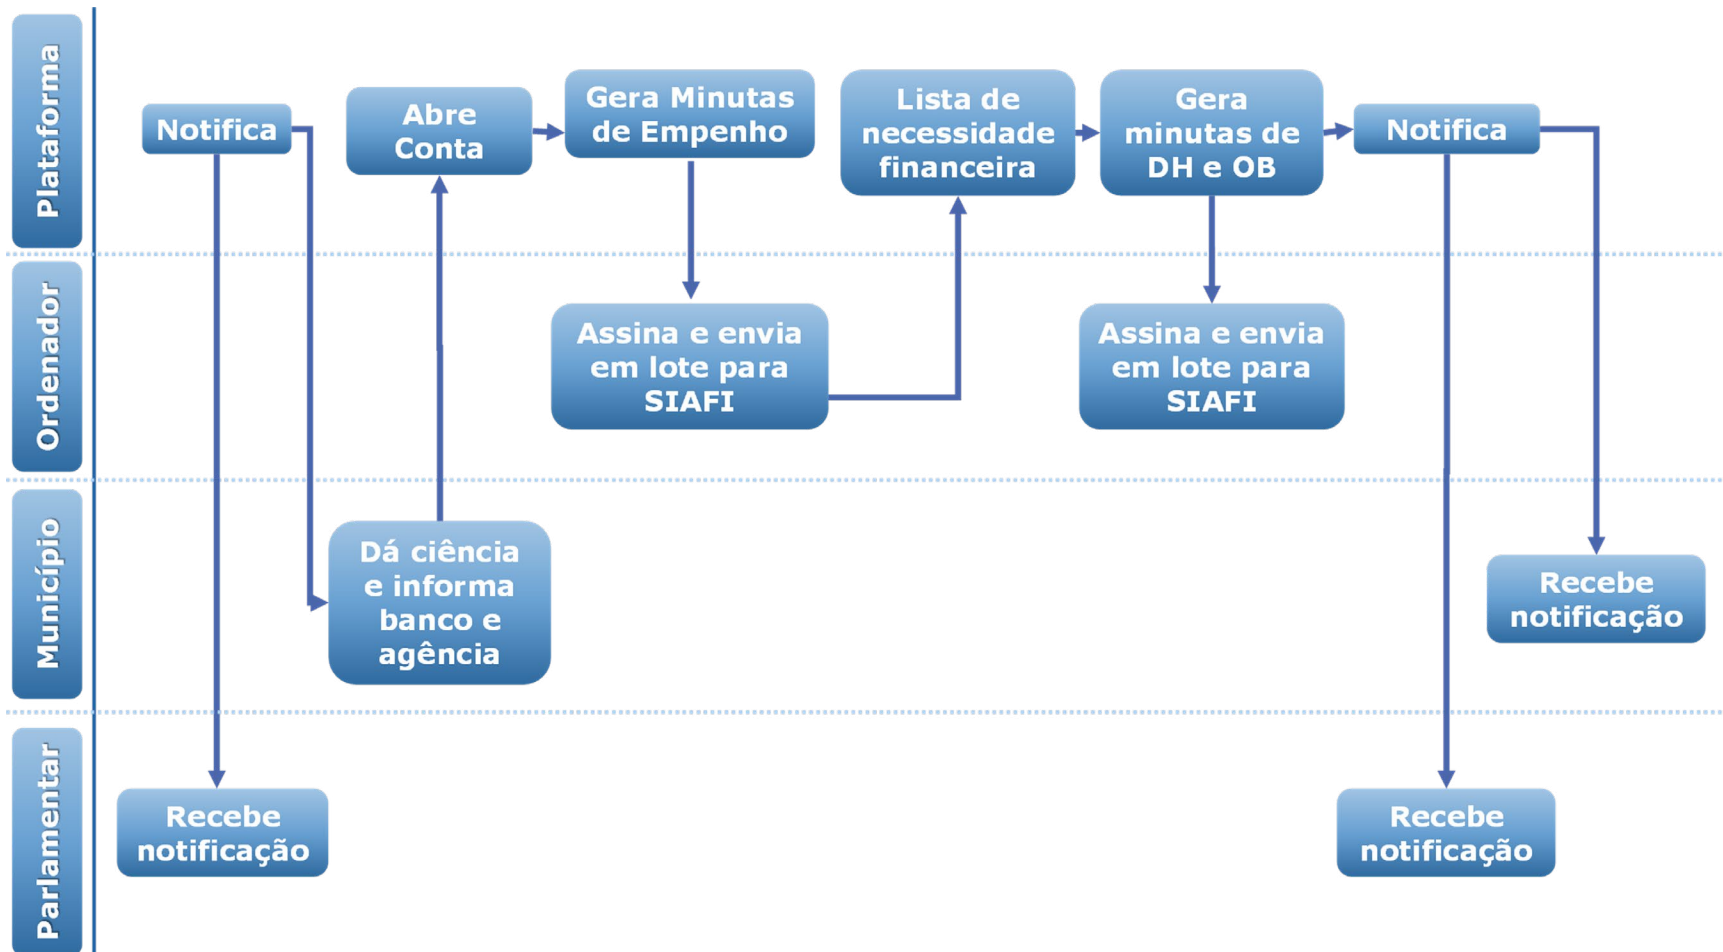 Plataforma
Notifica
Abre
Conta
Gera Minutas
de Empenho
Lista de
necessidade
financeira
Gera
minutas de
DH e OB
Notifica
Ordenador
Assina e envia
em lote para
SIAFI
Assina e envia
em lote para
SIAFI
Município
Dá ciência
e informa
banco e
agência
Recebe
notificação
Parlamentar
Recebe
notificação
Recebe
notificação